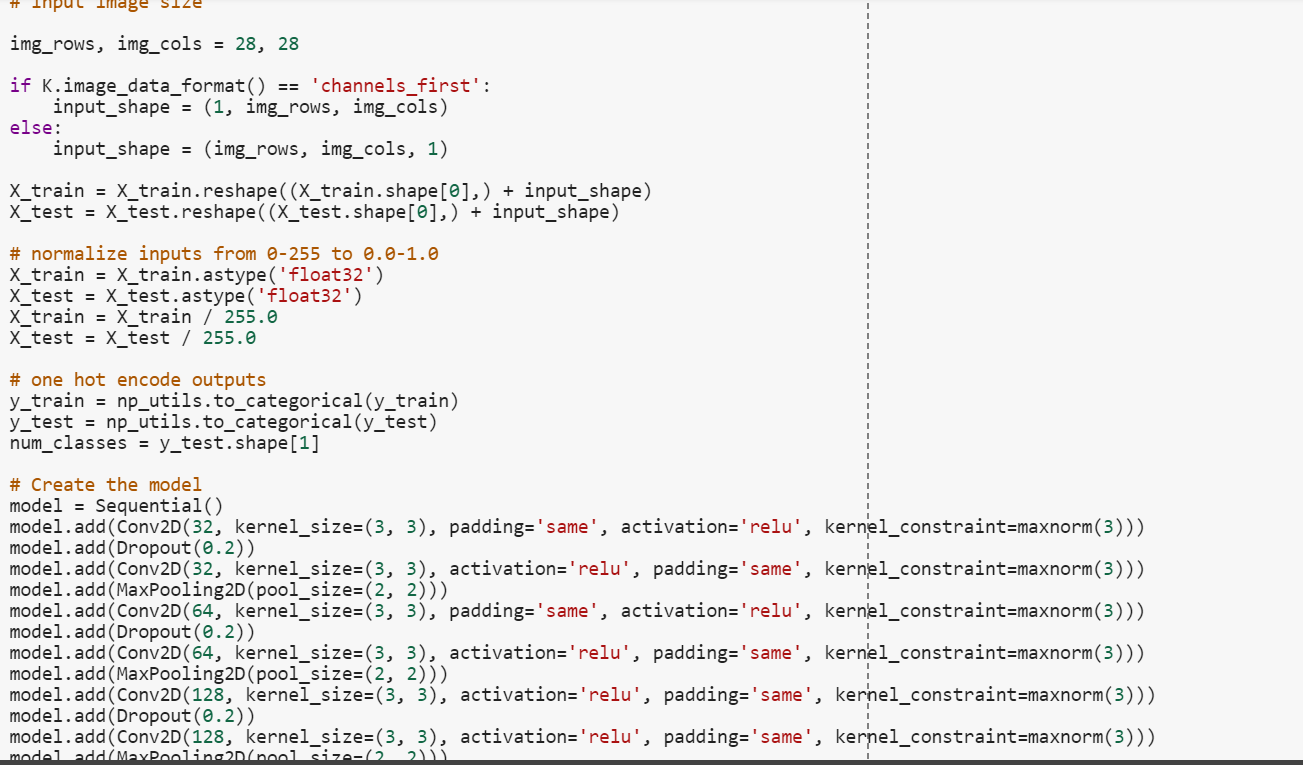 # input image size
img_rows, img_cols = 28, 28
if K.image_data_format() == 'channels_first':
    input_shape = (1, img_rows, img_cols)
else:
    input_shape = (img_rows, img_cols, 1)
X_train = X_train.reshape((X_train.shape[0],) + input_shape)
X_test = X_test.reshape((X_test.shape[0],) + input_shape)
# normalize inputs from 0-255 to 0.0-1.0
X_train = X_train.astype('float32')
X_test = X_test.astype('float32')
X_train = X_train / 255.0
X_test = X_test / 255.0
# one hot encode outputs
y_train = np_utils.to_categorical(y_train)
y_test = np_utils.to_categorical(y_test)
num_classes = y_test.shape[1]
# Create the model
model = Sequential()
model.add(Conv2D(32, kernel_size=(3, 3), padding='same', activation='relu', kernel_constraint=maxnorm(3)))
model.add(Dropout(0.2))
model.add(Conv2D(32, kernel_size=(3, 3), activation='relu', padding='same', kernel_constraint=maxnorm(3)))
model.add(MaxPooling2D(pool_size=(2, 2)))
model.add(Conv2D(64, kernel_size=(3, 3), padding='same', activation='relu', kernel_constraint=maxnorm(3)))
model.add(Dropout(0.2))
model.add(Conv2D(64, kernel_size=(3, 3), activation='relu', padding='same', kernel_constraint=maxnorm(3)))
model.add(MaxPooling2D(pool_size=(2, 2)))
model.add(Conv2D(128, kernel_size=(3, 3), activation='relu', padding='same', kernel_constraint=maxnorm(3)))
model.add(Dropout(0.2))
model.add(Conv2D(128, kernel_size=(3, 3), activation='relu', padding='same', kernel_constraint=maxnorm(3)))
model.add(MaxPooling2D(pool_size=(2, 2)))